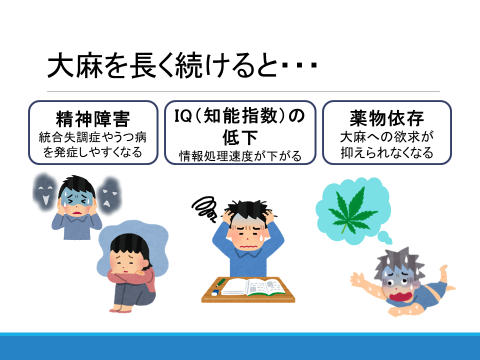 大麻を長く続けると・・・
精神障害
統合失調症やうつ病
を発症しやすくなる
IQ（知能指数）の
低下
情報処理速度が下がる
薬物依存
大麻への欲求が
抑えられなくなる